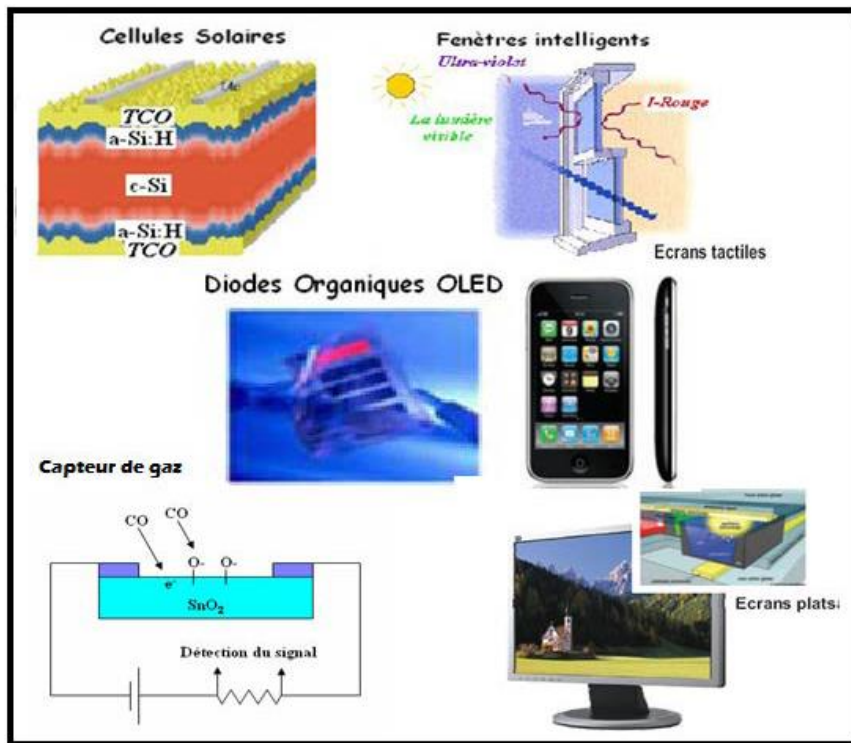 Cellules Solaires
TCO
a-Si:H
c-Si
a-Si:H
TCO
Fenètres intelligents
Ultra-violet
La lumière
visible
I-Rouge
Ecrans tactiles
Diodes Organiques OLED
Capteur de gaz
CO
CO
O-
O-
e-
SnO₂
Détection du signal
Ecrans plats